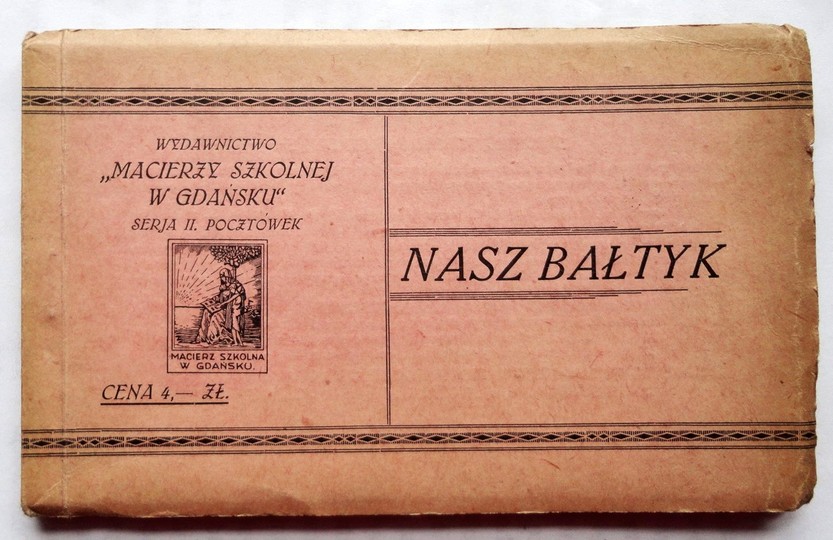 WYDAWNICTWO
„MACIERZY SZKOLNEJ
W GDAŃSKU“
SERJA II. POCZTÓWEK
MACIERZ SZKOLNA
W GDAŃSKU.
CENA 4,— ZŁ.
NASZ BAŁTYK